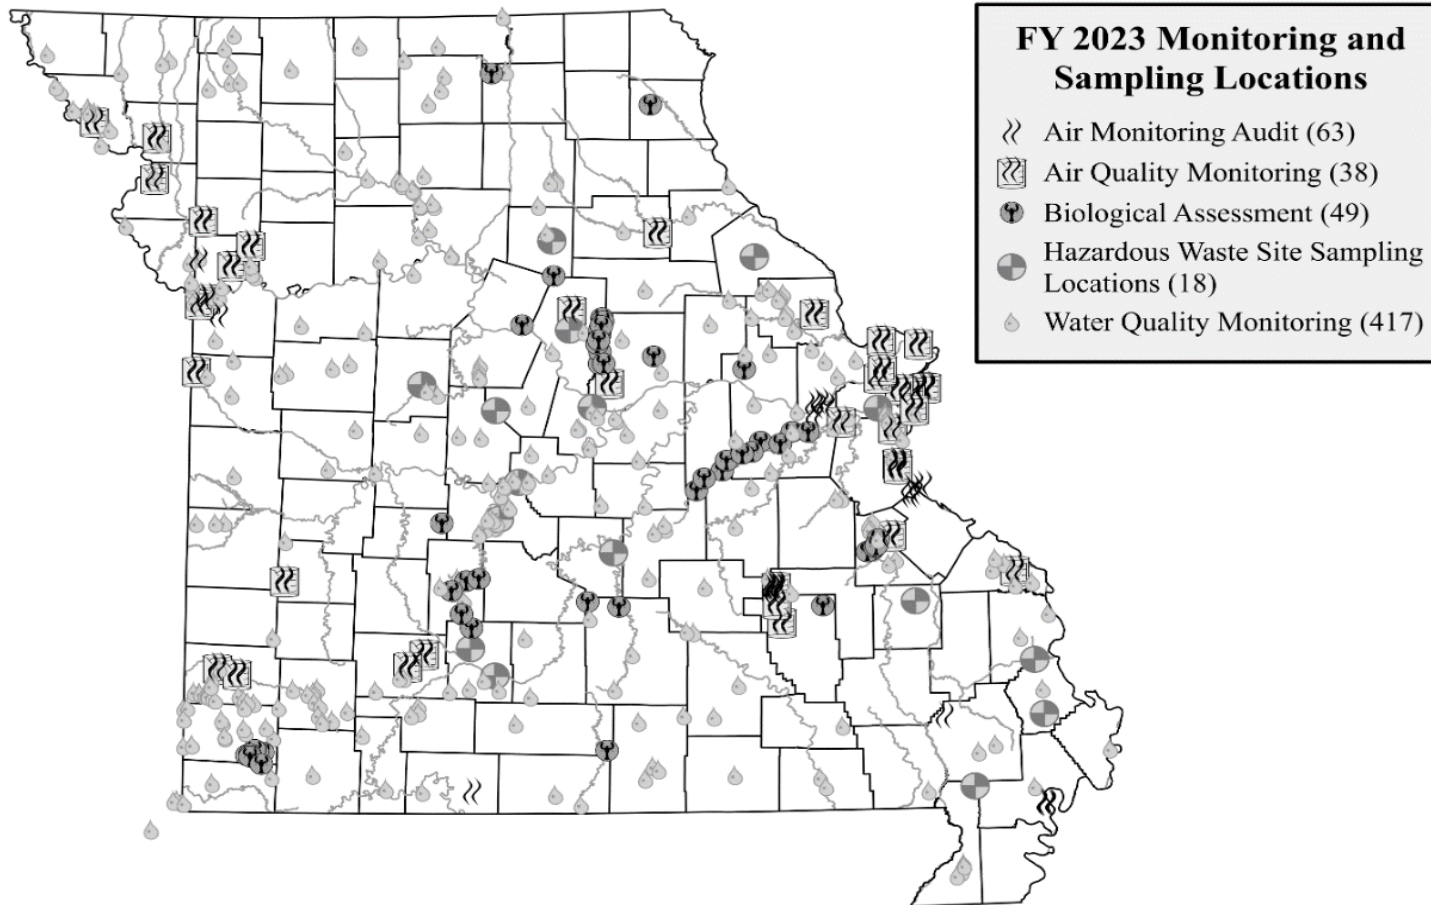 FY 2023 Monitoring and
Sampling Locations
Air Monitoring Audit (63)
Air Quality Monitoring (38)
Biological Assessment (49)
Hazardous Waste Site Sampling
Locations (18)
Water Quality Monitoring (417)